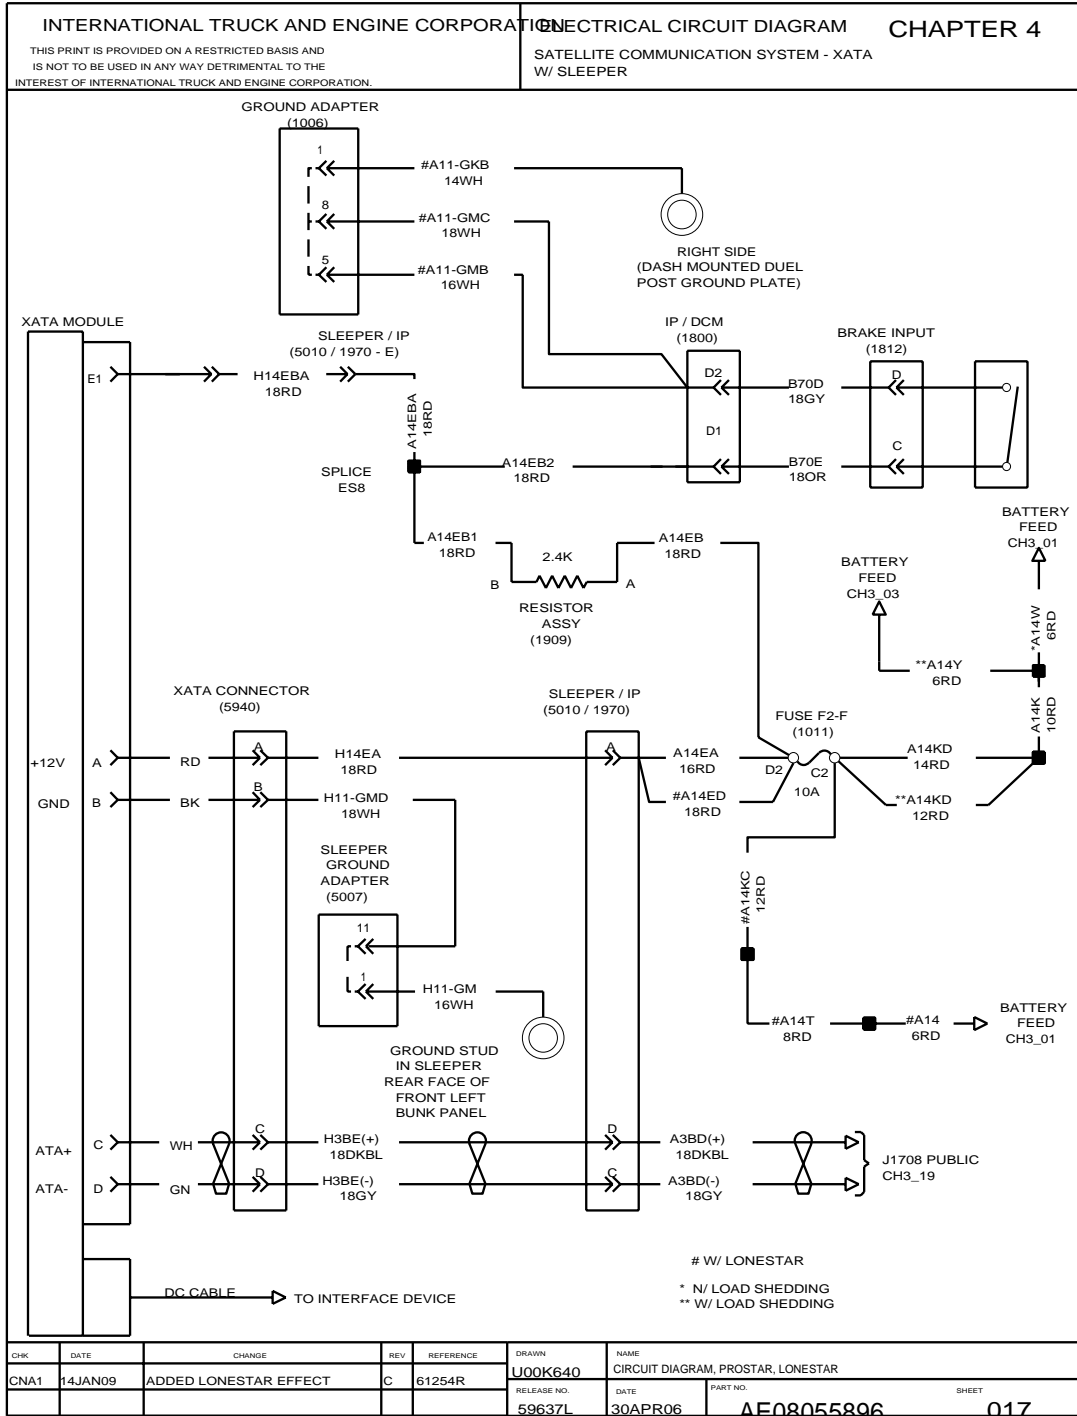 INTERNATIONAL TRUCK AND ENGINE CORPORATION
ELECTRICAL CIRCUIT DIAGRAM
CHAPTER 4
THIS PRINT IS PROVIDED ON A RESTRICTED BASIS AND
IS NOT TO BE USED IN ANY WAY DETRIMENTAL TO THE
INTEREST OF INTERNATIONAL TRUCK AND ENGINE CORPORATION.
SATELLITE COMMUNICATION SYSTEM - XATA
W/ SLEEPER
GROUND ADAPTER
(1006)
1
#A11-GKB
14WH
8
#A11-GMC
18WH
5
#A11-GMB
16WH
RIGHT SIDE
(DASH MOUNTED DUEL
POST GROUND PLATE)
XATA MODULE
SLEEPER / IP
(5010 / 1970 - E)
IP / DCM
(1800)
BRAKE INPUT
(1812)
E1
H14EBA
18RD
A14EBA
18RD
D2
B70D
18GY
D
D1
C
SPLICE
ES8
A14EB2
18RD
B70E
18OR
A14EB1
18RD
2.4K
B
A
A14EB
18RD
RESISTOR
ASSY
(1909)
BATTERY
FEED
CH3_01
BATTERY
FEED
CH3_03
*A14W
6RD
**A14Y
6RD
A14K
10RD
XATA CONNECTOR
(5940)
SLEEPER / IP
(5010 / 1970)
FUSE F2-F
(1011)
+12V
A
RD
A
H14EA
18RD
A
A14EA
16RD
D2
C2
10A
A14KD
14RD
GND
B
BK
B
H11-GMD
18WH
#A14ED
18RD
**A14KD
12RD
SLEEPER
GROUND
ADAPTER
(5007)
#A14KC
12RD
11
1
H11-GM
16WH
#A14T
8RD
#A14
6RD
BATTERY
FEED
CH3_01
GROUND STUD
IN SLEEPER
REAR FACE OF
FRONT LEFT
BUNK PANEL
ATA+
C
WH
C
H3BE(+)
18DKBL
D
A3BD(+)
18DKBL
J1708 PUBLIC
CH3_19
ATA-
D
GN
D
H3BE(-)
18GY
C
A3BD(-)
18GY
# W/ LONESTAR
* N/ LOAD SHEDDING
** W/ LOAD SHEDDING
DC CABLE
TO INTERFACE DEVICE
CHK DATE CHANGE REV REFERENCE
CNA1 14JAN09 ADDED LONESTAR EFFECT C 61254R
DRAWN
U00K640
NAME
CIRCUIT DIAGRAM, PROSTAR, LONESTAR
RELEASE NO.
59637L
DATE
30APR06
PART NO.
AE08055896
SHEET
017